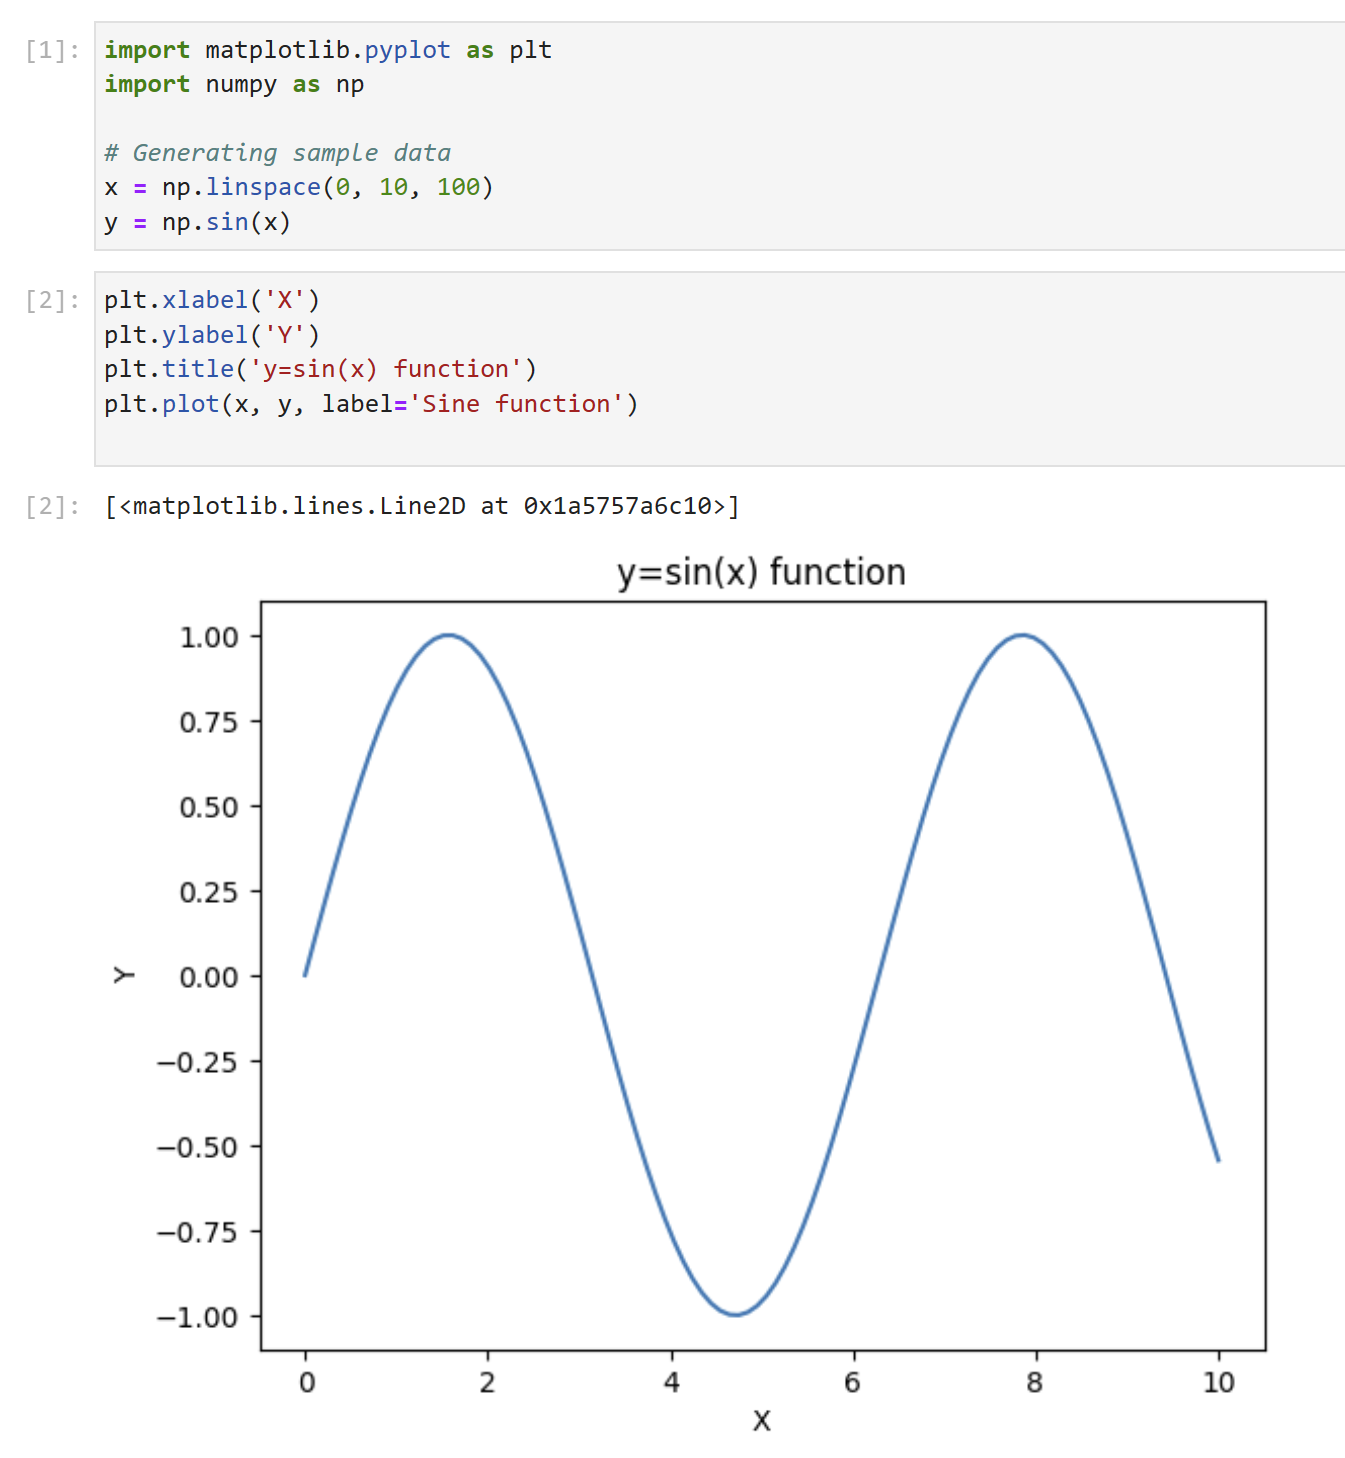 [1]: import matplotlib.pyplot as plt
import numpy as np
# Generating sample data
x = np.linspace(0, 10, 100)
y = np.sin(x)
[2]: plt.xlabel('X')
plt.ylabel('Y')
plt.title('y=sin(x) function')
plt.plot(x, y, label='Sine function')
[2]: [<matplotlib.lines.Line2D at 0x1a5757a6c10>]
y=sin(x) function
1.00
0.75
0.50
0.25
Y
0.00
−0.25
−0.50
−0.75
−1.00
0 2 4 6 8 10
X